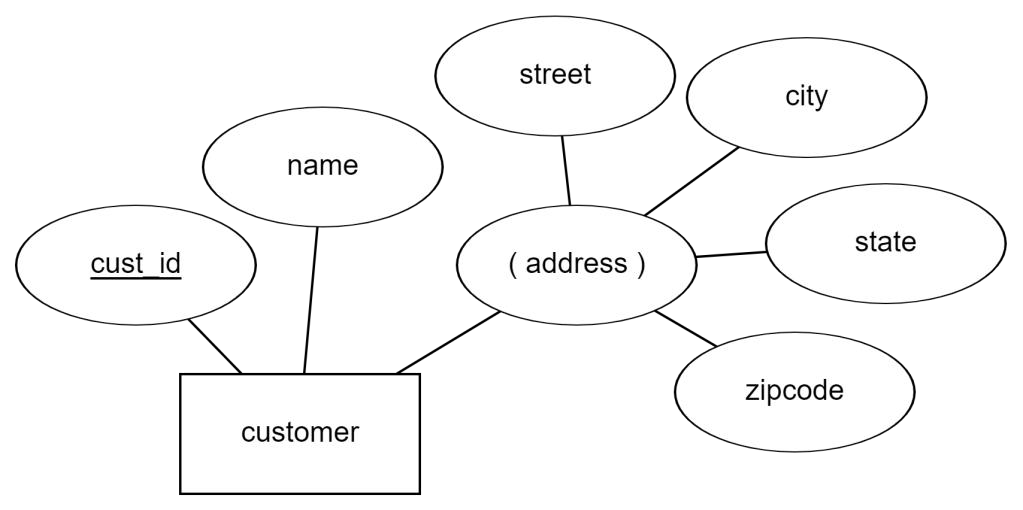 street
city
name
state
cust_id
( address )
zipcode
customer